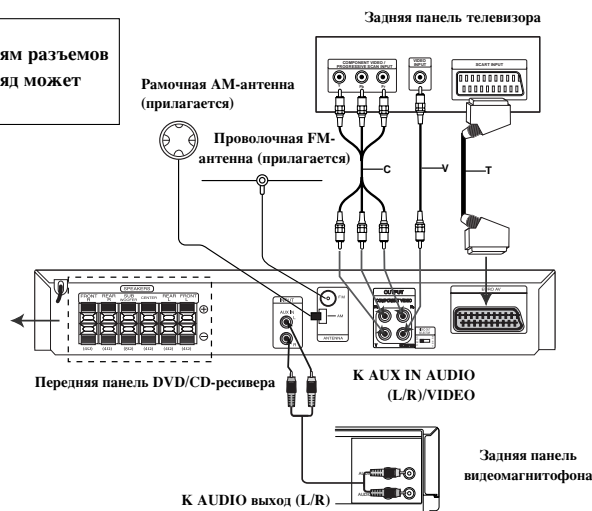 Задняя панель телевизора
ям разъемов
яд может
COMPONENT VIDEO /
PROGRESSIVE SCAN INPUT
VIDEO
INPUT
SCART INPUT
Рамочная AM-антенна
(прилагается)
Проволочная FM-
антенна (прилагается)
C
V
T
SPEAKERS
FRONT
R
REAR
R
SUB
WOOFER
CENTER
REAR
L
FRONT
L
INPUT
AUX IN
FM
AM
ANTENNA
OUTPUT
COMPONENT VIDEO
EURO AV
Передняя панель DVD/CD-ресивера
K AUX IN AUDIO
(L/R)/VIDEO
Задняя панель
видеомагнитофона
K AUDIO выход (L/R)